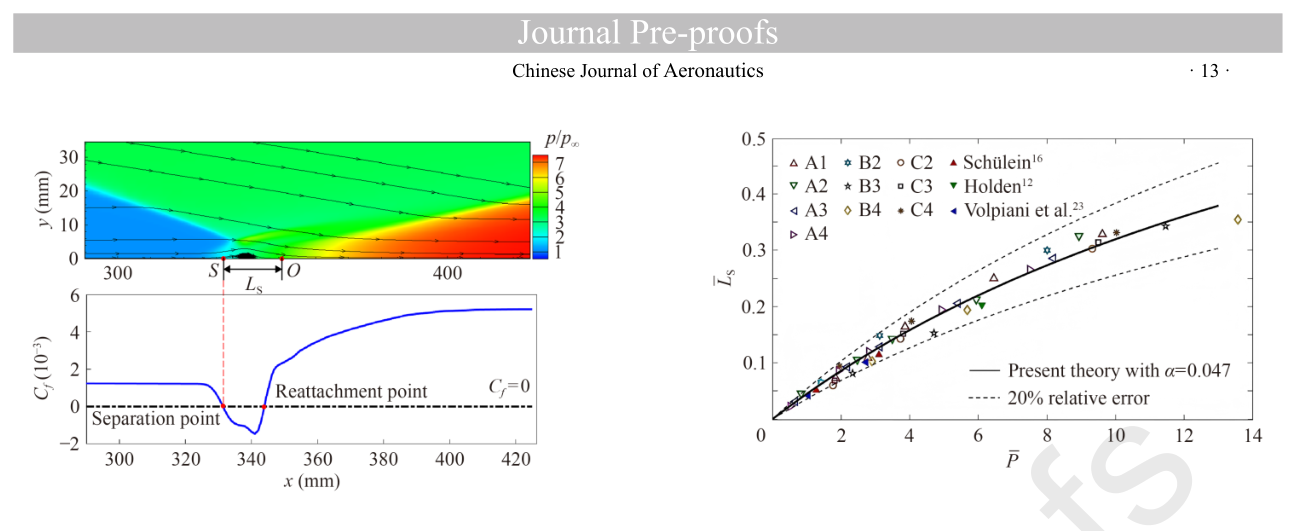 Journal Pre-proofs
Chinese Journal of Aeronautics
· 13 ·
p/p∞
y (mm)
30
20
10
0
7
6
5
4
3
2
1
300
S
O
400
Ls
6
4
2
0
−2
Cf (10⁻³)
Reattachment point
Cf=0
Separation point
300 320 340 360 380 400 420
x (mm)
0.5
0.4
0.3
0.2
0.1
0
L̅s
A1 B2 C2 Schülein¹⁶
A2 B3 C3 Holden¹²
A3 B4 C4 Volpiani et al.²³
A4
Present theory with α=0.047
20% relative error
2 4 6 8 10 12 14
P̅
fs